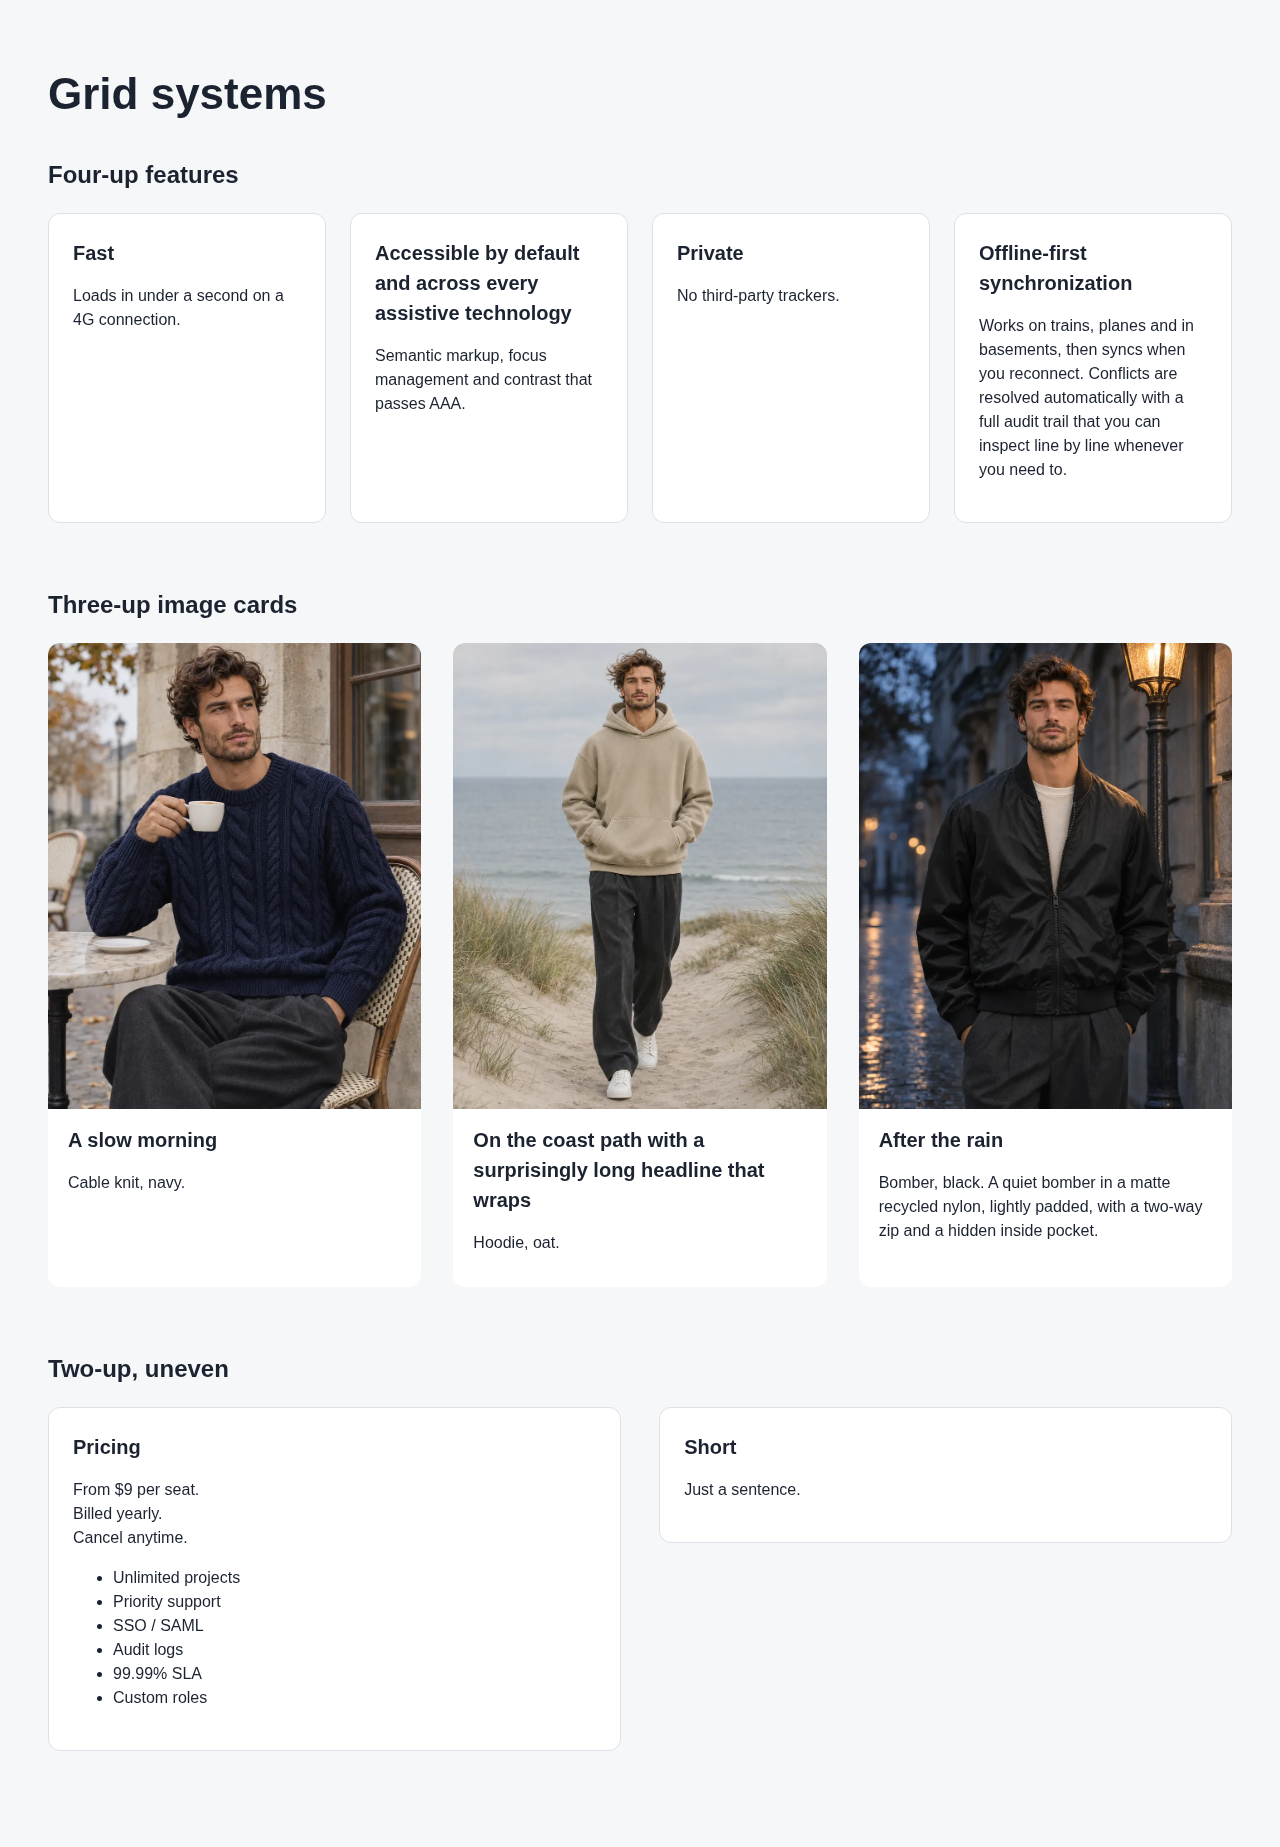 Grid systems
Four-up features
Fast
Loads in under a second on a
4G connection.
Accessible by default
and across every
assistive technology
Semantic markup, focus
management and contrast that
passes AAA.
Private
No third-party trackers.
Offline-first
synchronization
Works on trains, planes and in
basements, then syncs when
you reconnect. Conflicts are
resolved automatically with a
full audit trail that you can
inspect line by line whenever
you need to.
Three-up image cards
A slow morning
Cable knit, navy.
On the coast path with a
surprisingly long headline that
wraps
Hoodie, oat.
After the rain
Bomber, black. A quiet bomber in a matte
recycled nylon, lightly padded, with a two-way
zip and a hidden inside pocket.
Two-up, uneven
Pricing
From $9 per seat.
Billed yearly.
Cancel anytime.
Unlimited projects
Priority support
SSO / SAML
Audit logs
99.99% SLA
Custom roles
Short
Just a sentence.